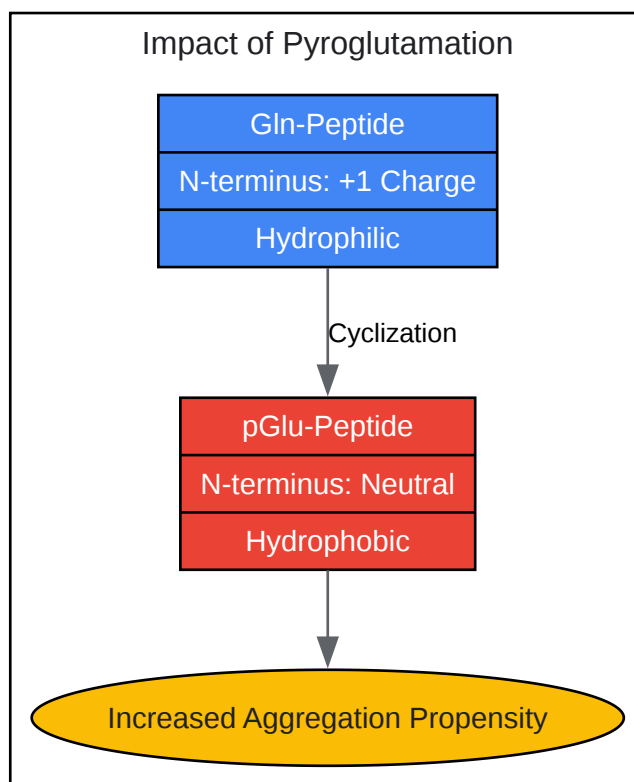 Impact of Pyroglutamation
Gln-Peptide
N-terminus: +1 Charge
Hydrophilic
Cyclization
pGlu-Peptide
N-terminus: Neutral
Hydrophobic
Increased Aggregation Propensity